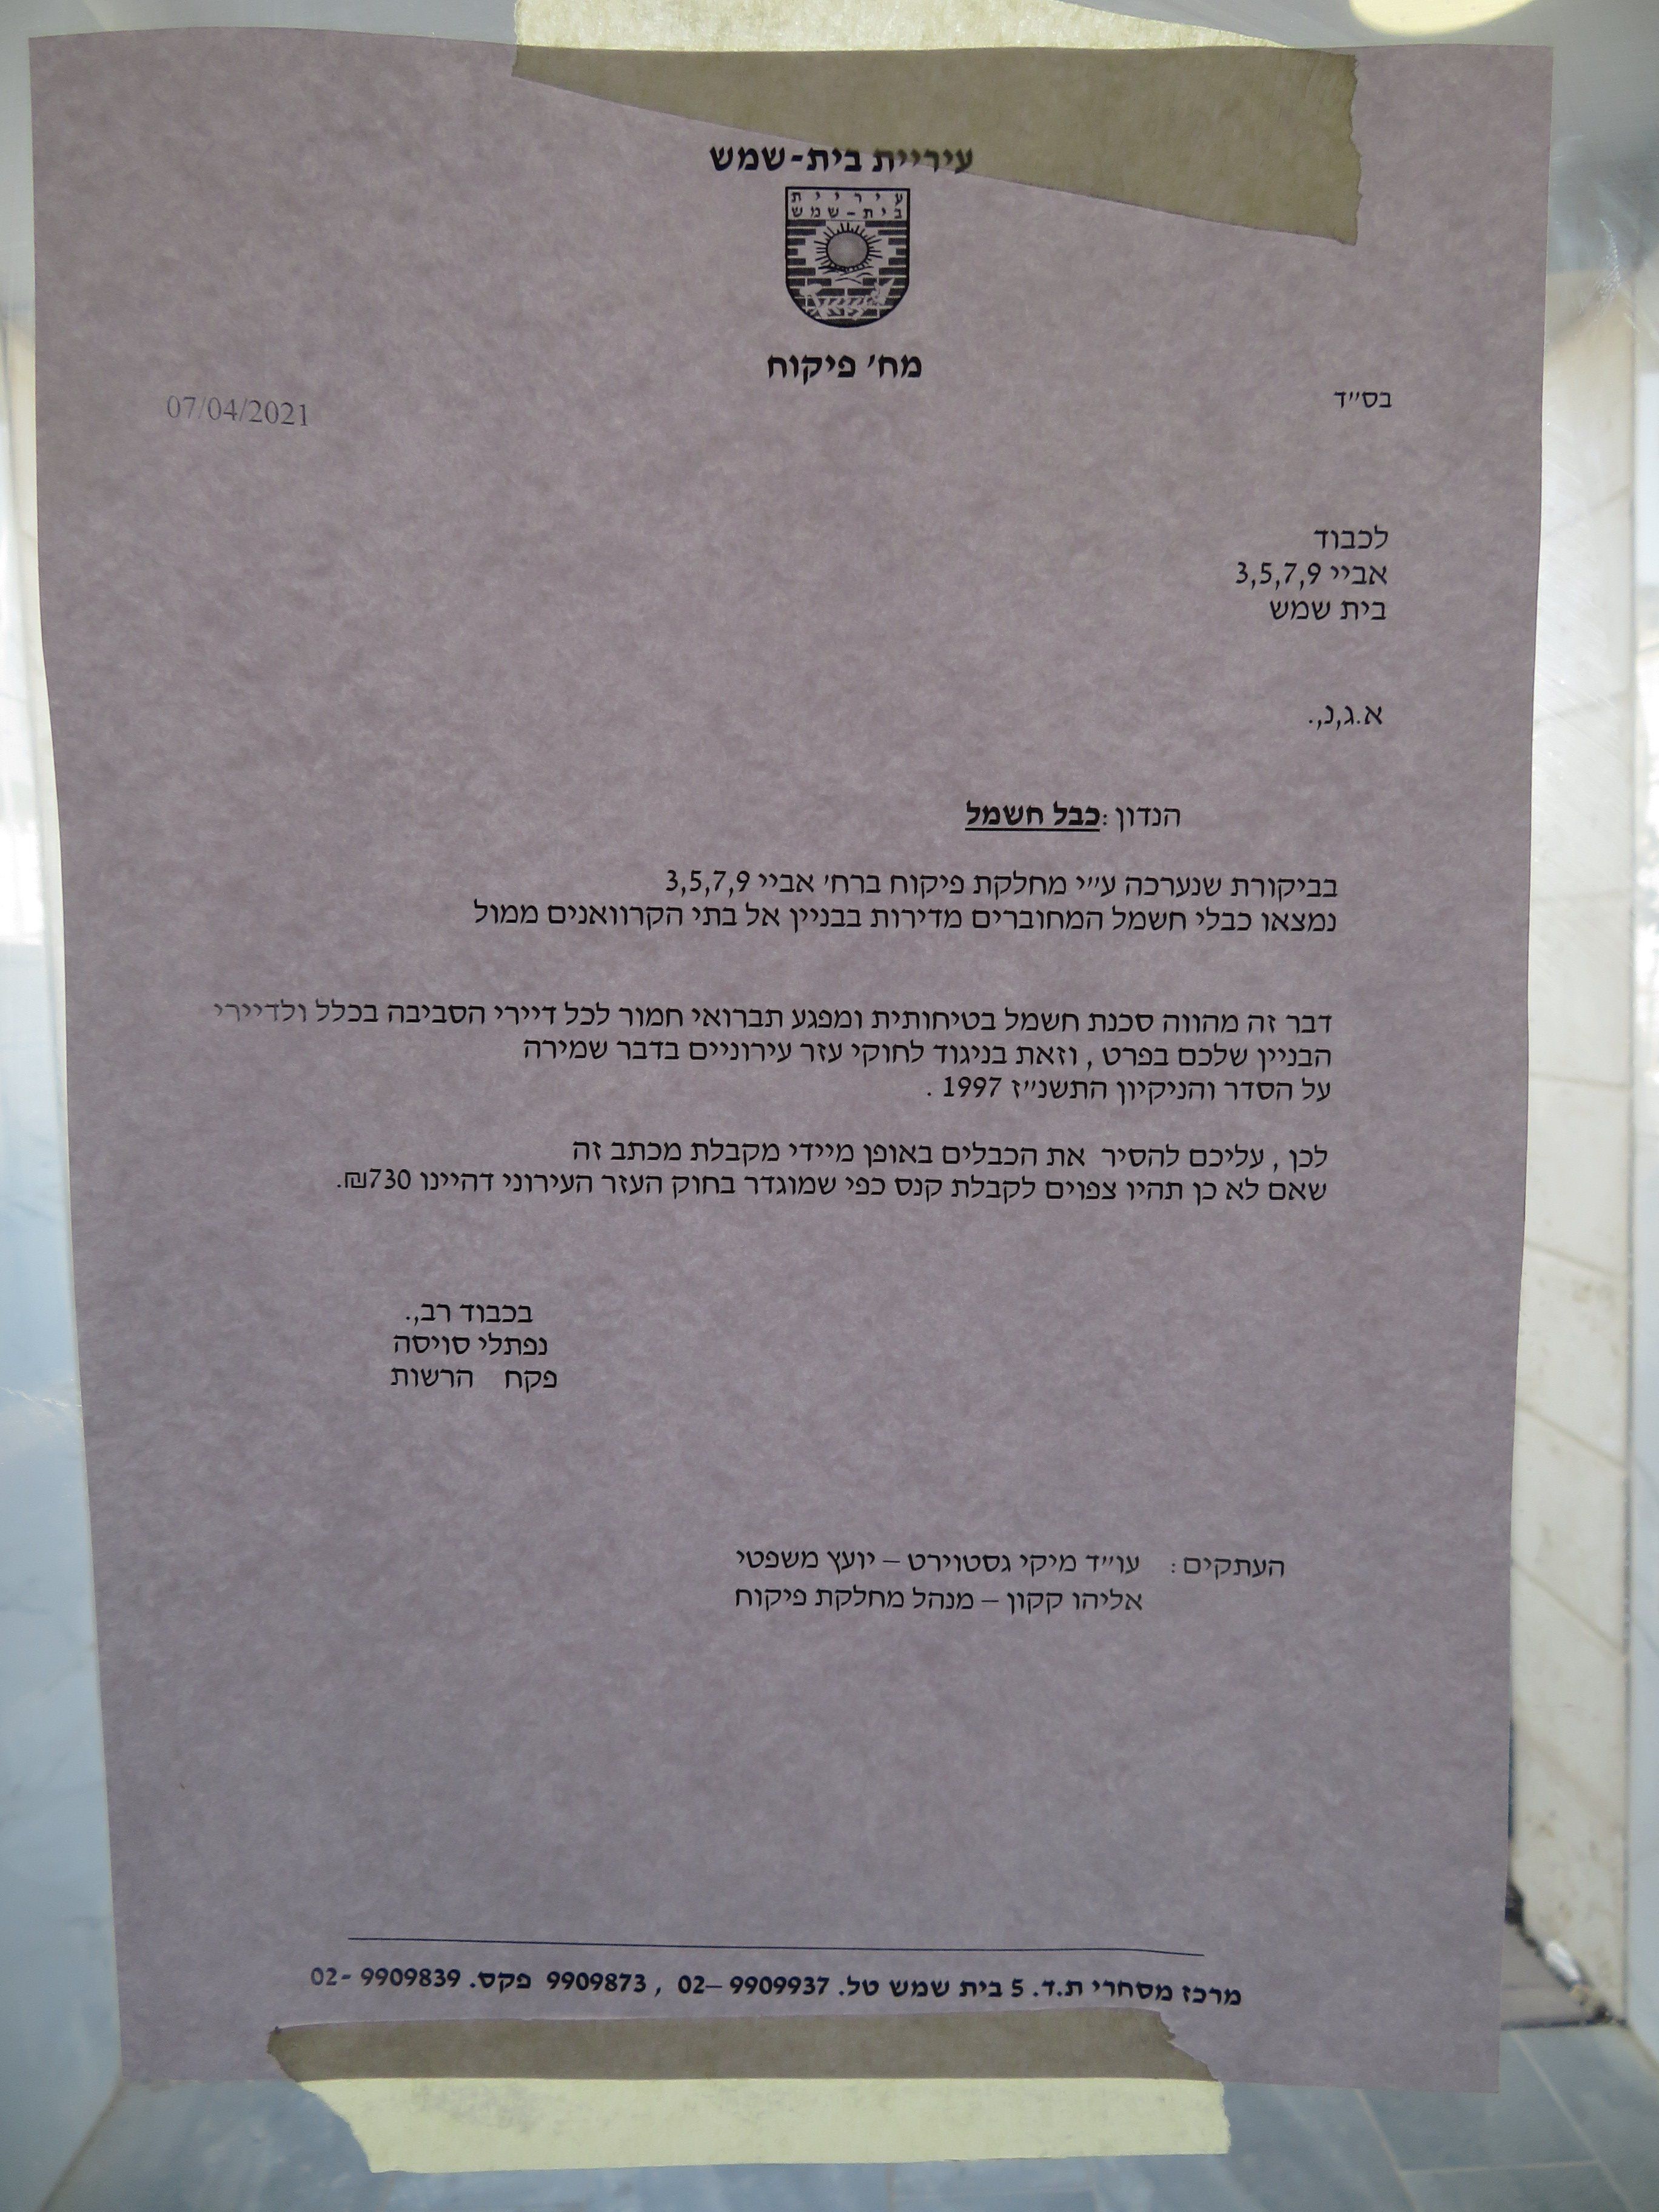 עיריית בית-שמש
עיריית
בית-שמש
מח' פיקוח
בס"ד
07/04/2021
לכבוד
אביי 3,5,7,9
בית שמש
א.ג,נ,.
הנדון :כבל חשמל
בביקורת שנערכה ע"י מחלקת פיקוח ברח' אביי 3,5,7,9
נמצאו כבלי חשמל המחוברים מדירות בבניין אל בתי הקרוואנים ממול
דבר זה מהווה סכנת חשמל בטיחותית ומפגע תברואי חמור לכל דיירי הסביבה בכלל ולדיירי
הבניין שלכם בפרט , וזאת בניגוד לחוקי עזר עירוניים בדבר שמירה
על הסדר והניקיון התשנ"ז 1997 .
לכן , עליכם להסיר את הכבלים באופן מיידי מקבלת מכתב זה
שאם לא כן תהיו צפוים לקבלת קנס כפי שמוגדר בחוק העזר העירוני דהיינו 730₪.
בכבוד רב,.
נפתלי סויסה
פקח הרשות
העתקים : עו"ד מיקי גסטוירט – יועץ משפטי
אליהו קקון – מנהל מחלקת פיקוח
מרכז מסחרי ת.ד. 5 בית שמש טל. 9909937 –02 , 9909873 פקס. 9909839 -02